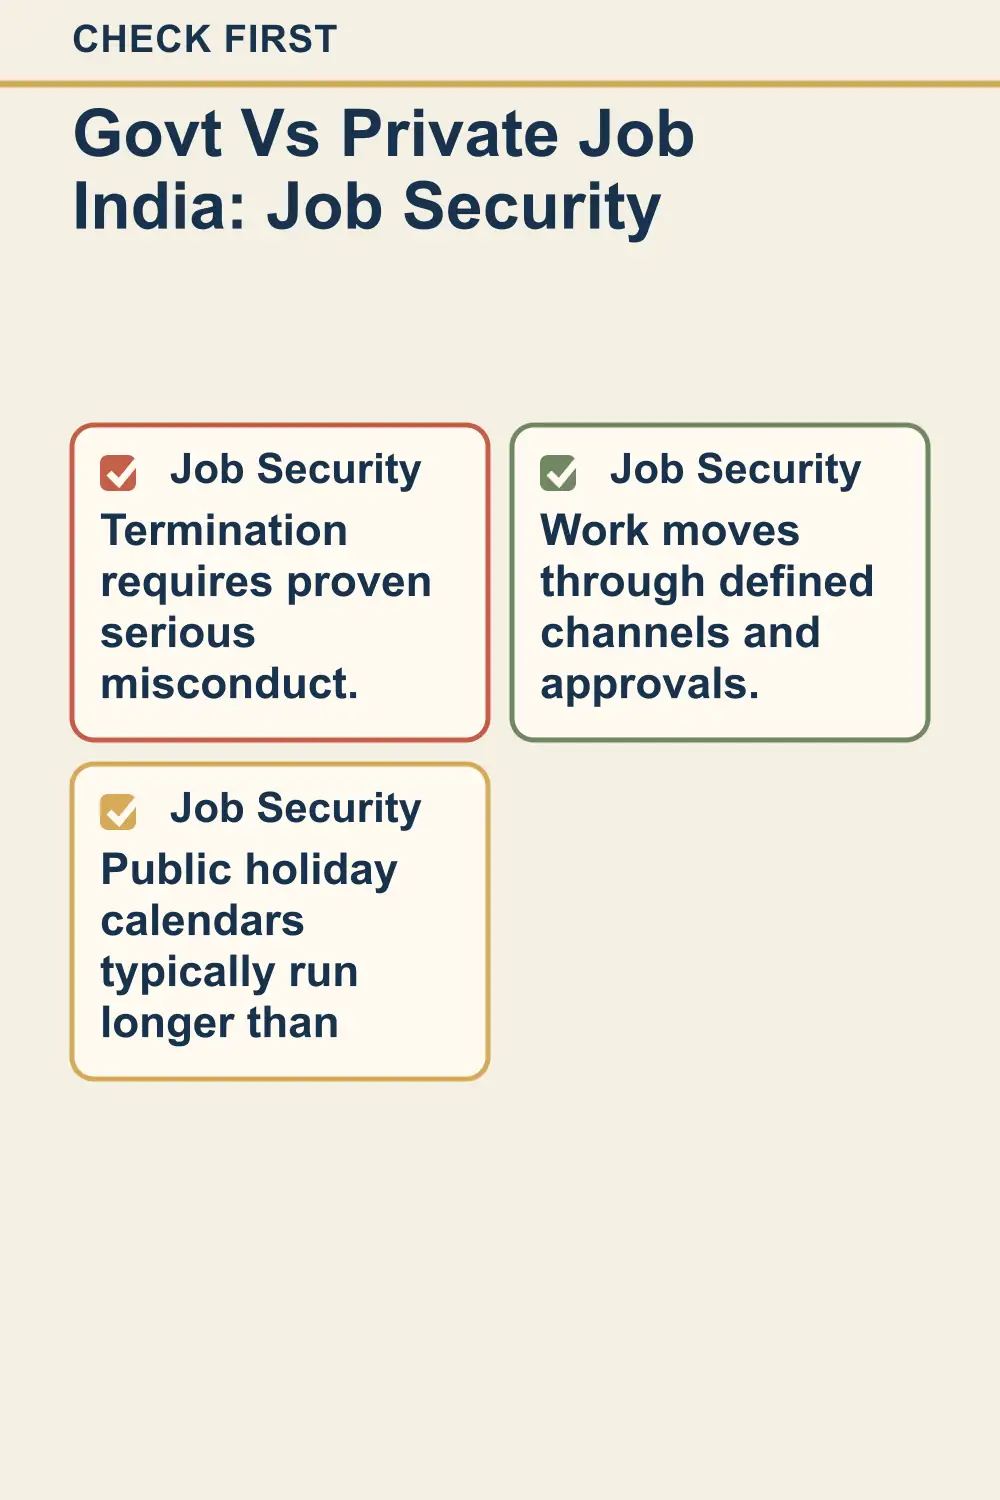 CHECK FIRST
Govt Vs Private Job
India: Job Security
Job Security
Termination
requires proven
serious
misconduct.
Job Security
Work moves
through defined
channels and
approvals.
Job Security
Public holiday
calendars
typically run
longer than